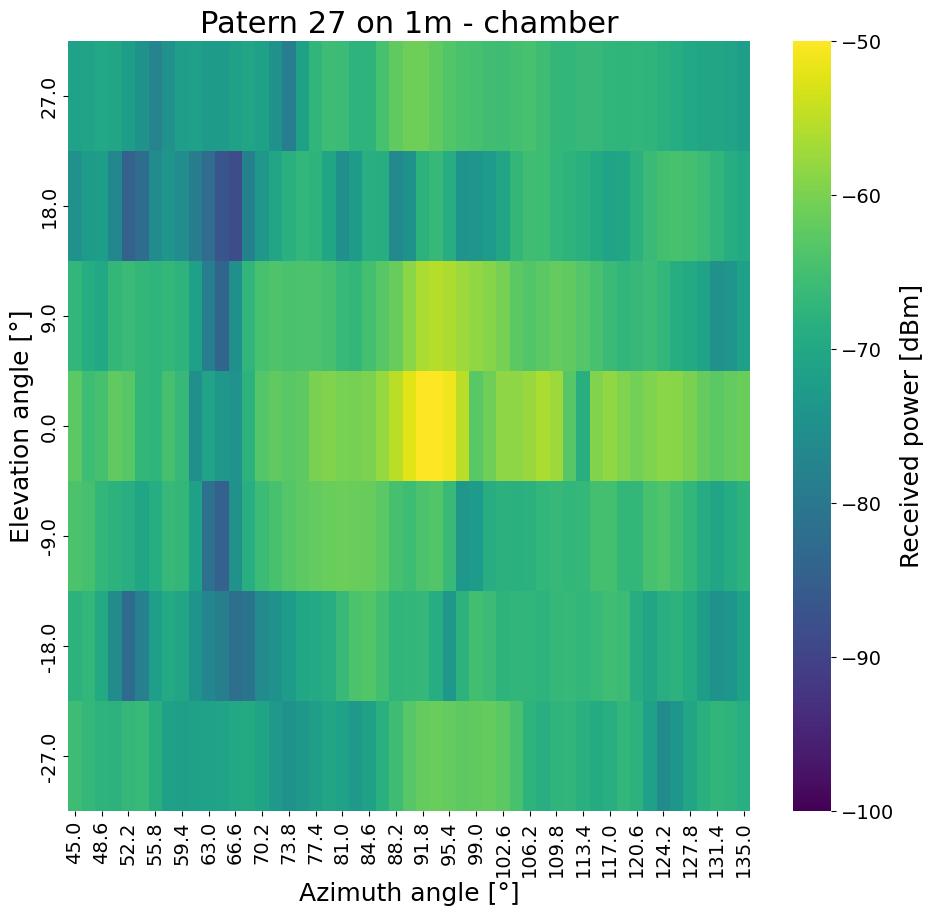 Patern 27 on 1m - chamber
Elevation angle [°]
27.0
18.0
9.0
0.0
-9.0
-18.0
-27.0
45.0 48.6 52.2 55.8 59.4 63.0 66.6 70.2 73.8 77.4 81.0 84.6 88.2 91.8 95.4 99.0 102.6 106.2 109.8 113.4 117.0 120.6 124.2 127.8 131.4 135.0
Azimuth angle [°]
−50
−60
−70
−80
−90
−100
Received power [dBm]